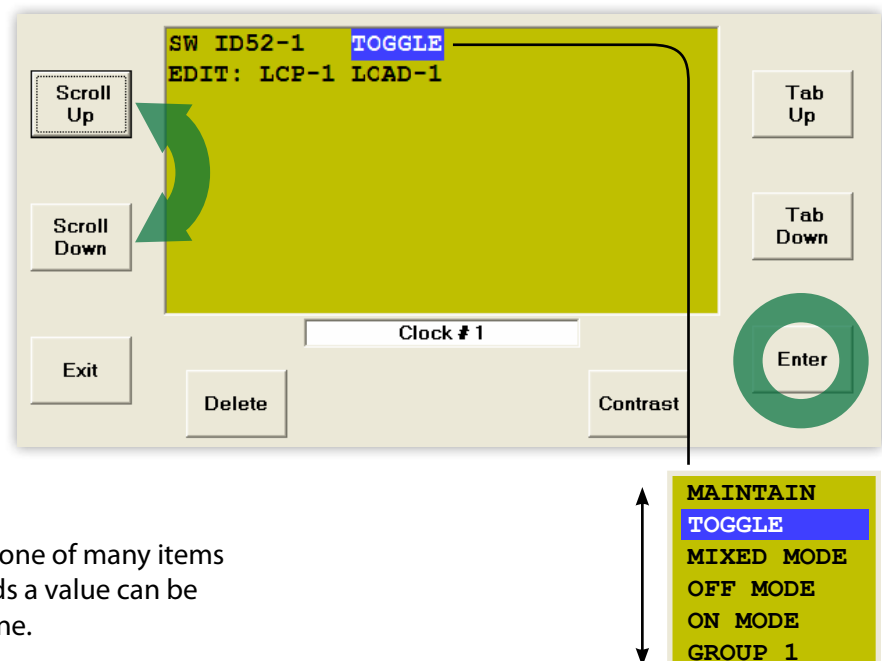 SW ID52-1 TOGGLE
EDIT: LCP-1 LCAD-1
Scroll
Up
Tab
Up
Scroll
Down
Tab
Down
Clock # 1
Exit
Enter
Delete
Contrast
MAINTAIN
TOGGLE
MIXED MODE
OFF MODE
ON MODE
GROUP 1
one of many items
ds a value can be
ne.